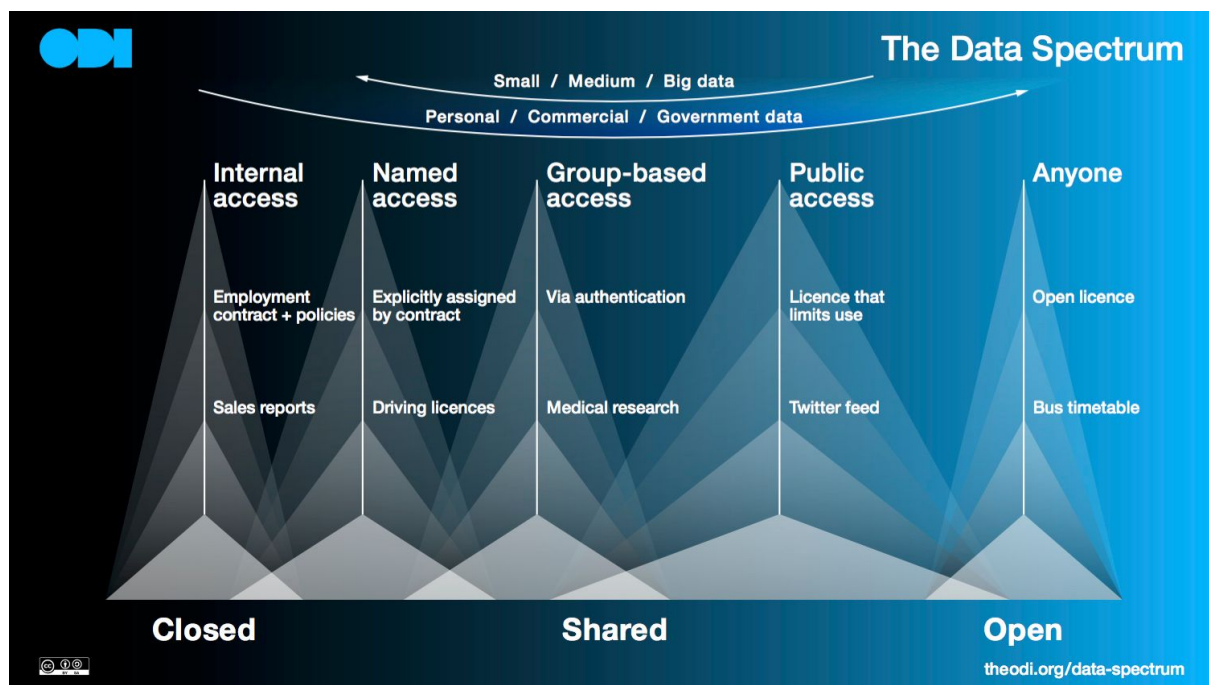 ODI
The Data Spectrum
Small / Medium / Big data
Personal / Commercial / Government data
Internal
access
Named
access
Group-based
access
Public
access
Anyone
Employment
contract + policies
Explicitly assigned
by contract
Via authentication
Licence that
limits use
Open licence
Sales reports
Driving licences
Medical research
Twitter feed
Bus timetable
Closed
Shared
Open
cc
BY
theodi.org/data-spectrum